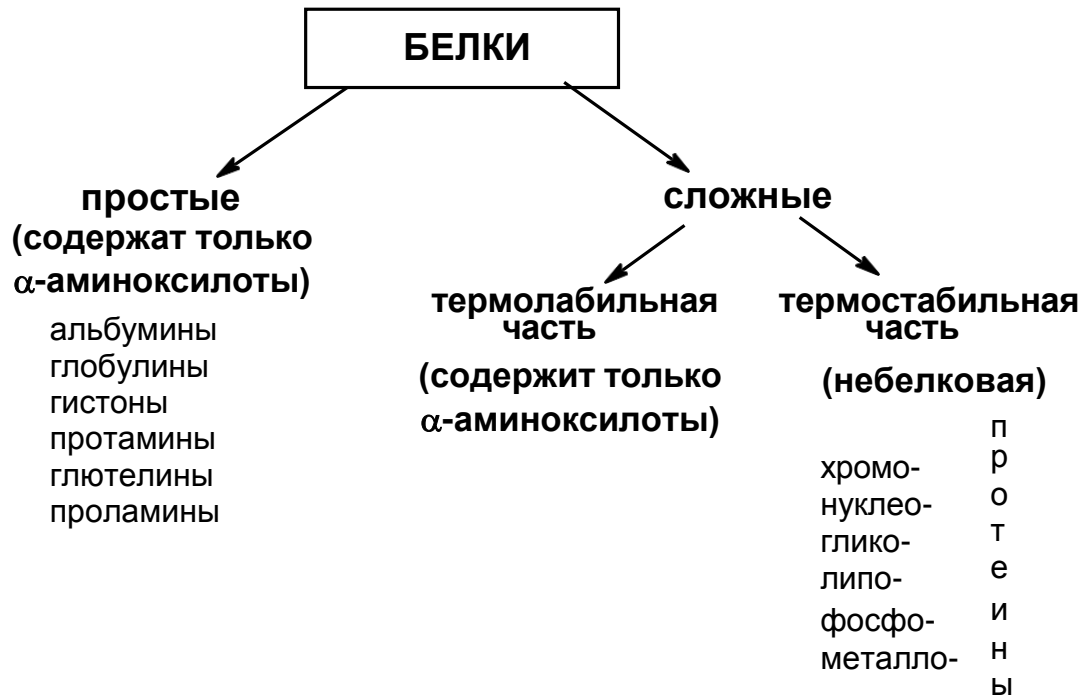 БЕЛКИ
простые
(содержат только
α-аминоксилоты)
альбумины
глобулины
гистоны
протамины
глютелины
проламины
сложные
термолабильная
часть
(содержит только
α-аминоксилоты)
термостабильная
часть
(небелковая)
хромо-
нуклео-
глико-
липо-
фосфо-
металло-
п
р
о
т
е
и
н
ы